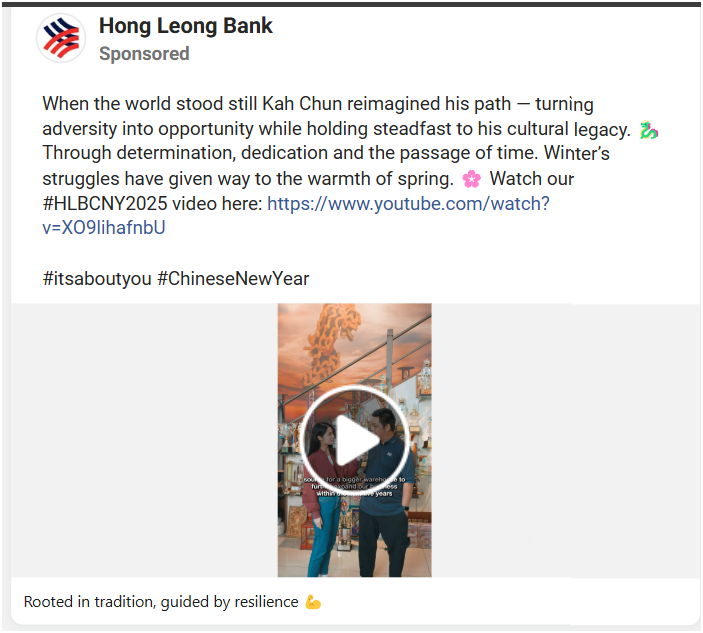 Hong Leong Bank
Sponsored
When the world stood still Kah Chun reimagined his path — turning
adversity into opportunity while holding steadfast to his cultural legacy. 🐉
Through determination, dedication and the passage of time. Winter's
struggles have given way to the warmth of spring. 🌸 Watch our
#HLBCNY2025 video here: https://www.youtube.com/watch?
v=XO9lihafnbU
#itsaboutyou #ChineseNewYear
for a bigger warehouse to
further expand our business
within the years
Rooted in tradition, guided by resilience 💪